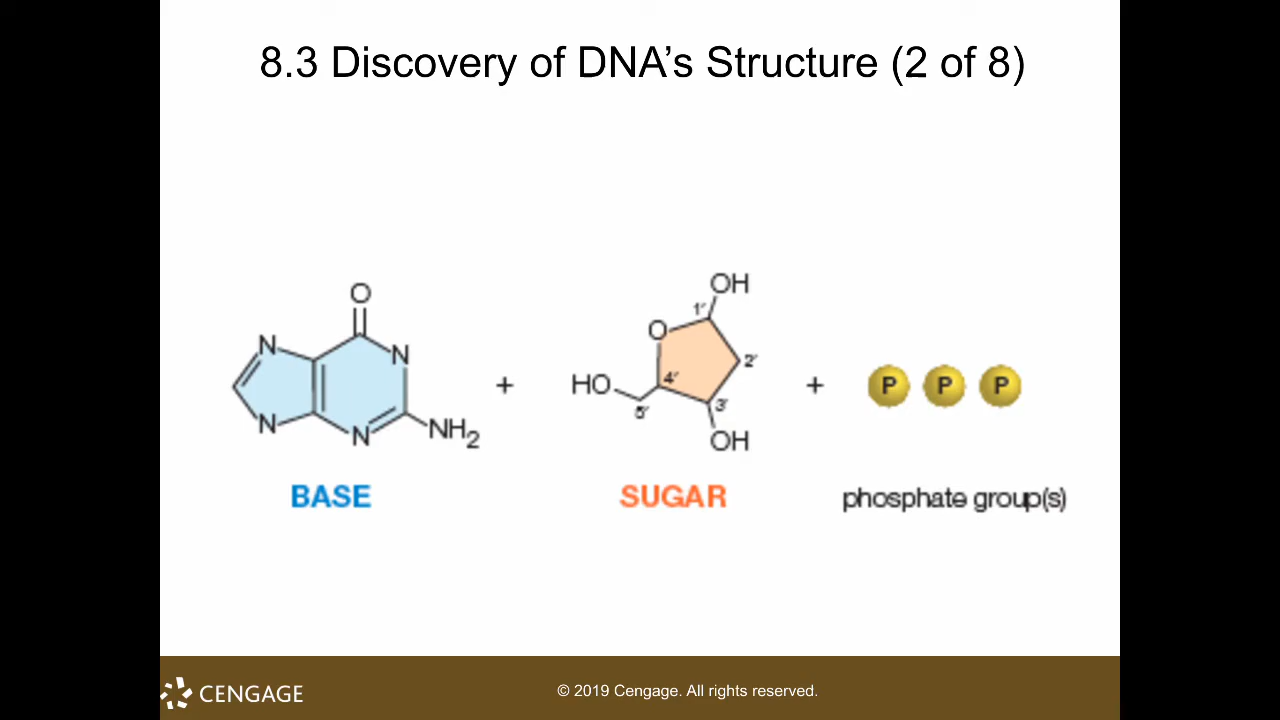 8.3 Discovery of DNA’s Structure (2 of 8)
O
N
N
N
N
NH2
BASE
+
OH
1′
O
2′
HO
4′
5′
3′
OH
SUGAR
+
P P P
phosphate group(s)
CENGAGE
© 2019 Cengage. All rights reserved.